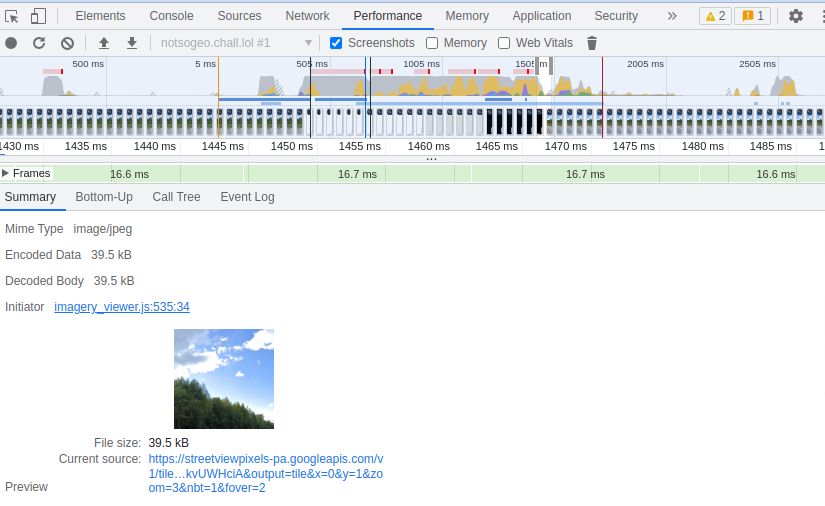 Elements Console Sources Network Performance Memory Application Security » 2 1
notsogeo.chall.lol #1 Screenshots Memory Web Vitals
500 ms 5 ms 505 ms 1005 ms 1505 ms 2005 ms 2505 ms
1430 ms 1435 ms 1440 ms 1445 ms 1450 ms 1455 ms 1460 ms 1465 ms 1470 ms 1475 ms 1480 ms 1485 ms 1
...
Frames 16.6 ms 16.7 ms 16.7 ms 16.6 ms
Summary Bottom-Up Call Tree Event Log
Mime Type image/jpeg
Encoded Data 39.5 kB
Decoded Body 39.5 kB
Initiator imagery_viewer.js:535:34
File size: 39.5 kB
Current source: https://streetviewpixels-pa.googleapis.com/v
1/tile…kvUWHciA&output=tile&x=0&y=1&zo
om=3&nbt=1&fover=2
Preview